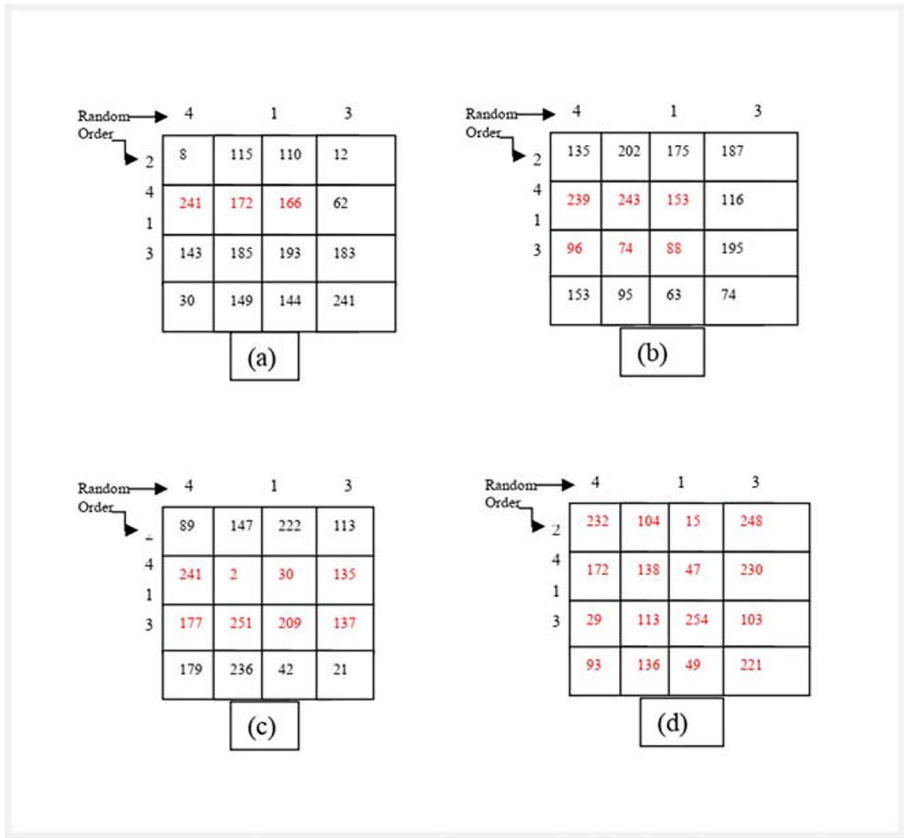 Random 4 1 3
Order
2 8 115 110 12
4 241 172 166 62
1
3 143 185 193 183
30 149 144 241
(a)
Random 4 1 3
Order
2 135 202 175 187
4 239 243 153 116
1
3 96 74 88 195
153 95 63 74
(b)
Random 4 1 3
Order
89 147 222 113
4 241 2 30 135
1
3 177 251 209 137
179 236 42 21
(c)
Random 4 1 3
Order
2 232 104 15 248
4 172 138 47 230
1
3 29 113 254 103
93 136 49 221
(d)